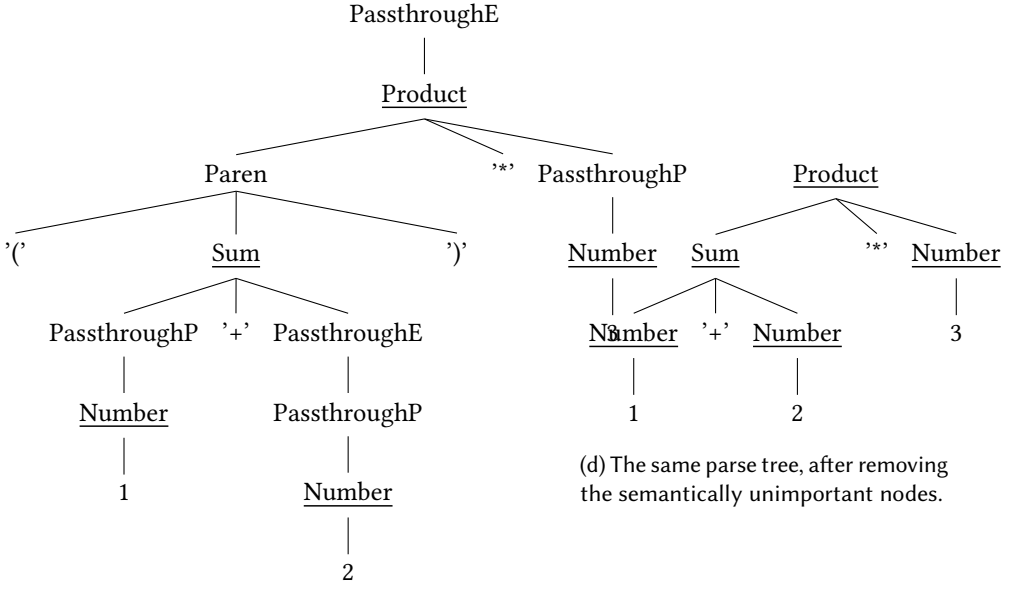 PassthroughE
Product
Paren '*' PassthroughP Product
'(' Sum ')' Number Sum '*' Number
PassthroughP '+' PassthroughE 3 Number '+' Number 3
Number PassthroughP 1 2
(d) The same parse tree, after removing
1 Number the semantically unimportant nodes.
2